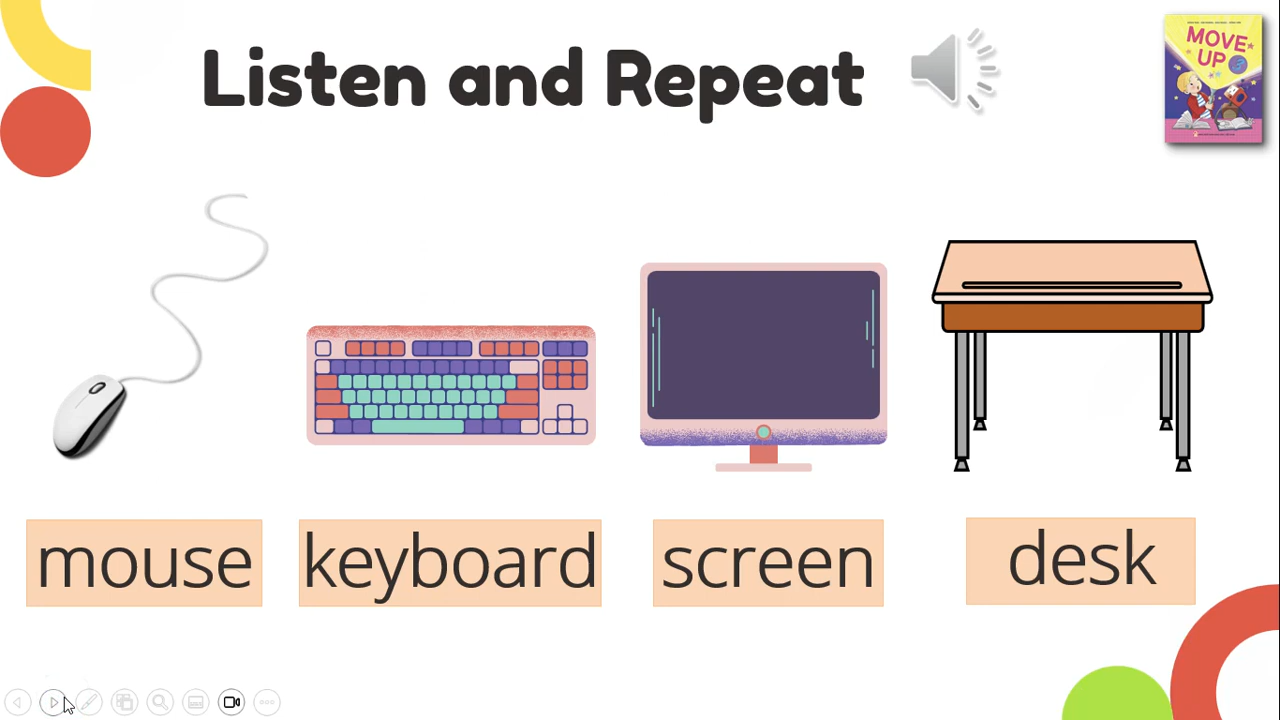 Listen and Repeat
MOVE
UP
mouse
keyboard
screen
desk